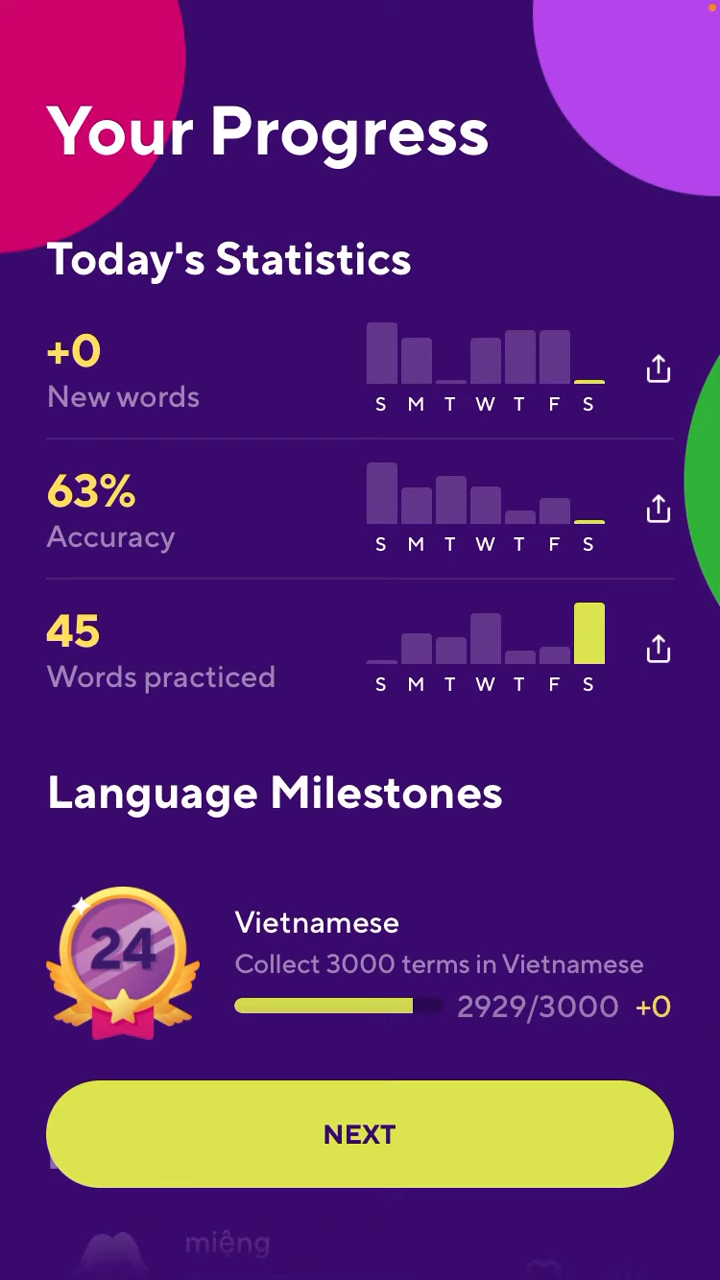 Your Progress
Today's Statistics
+0
New words
S M T W T F S
63%
Accuracy
S M T W T F S
45
Words practiced
S M T W T F S
Language Milestones
24
Vietnamese
Collect 3000 terms in Vietnamese
2929/3000 +0
NEXT
miệng